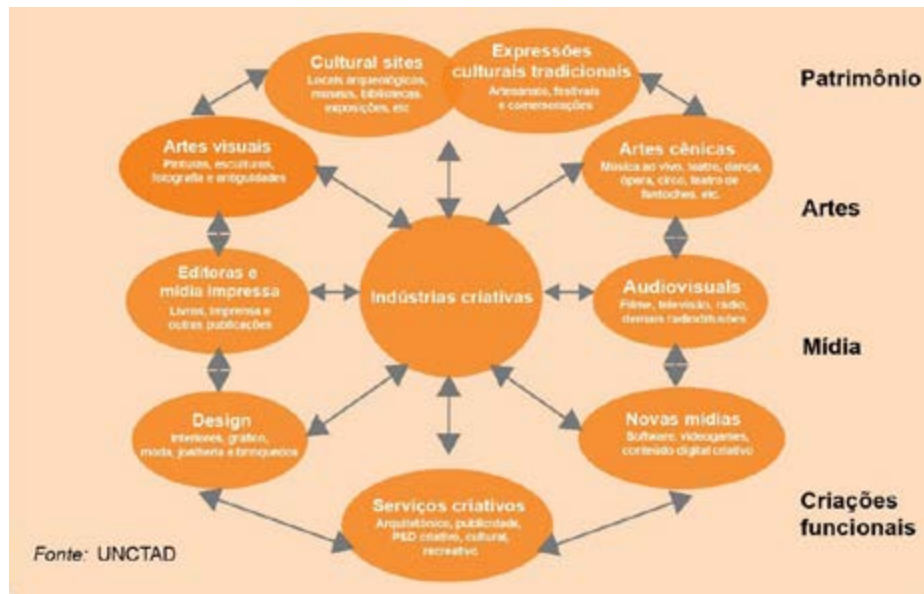 Cultural sites
Locais arqueológicos,
museus, bibliotecas,
exposições, etc
Expressões
culturais tradicionais
Artesanato, festivais
e comemorações
Patrimônio
Artes visuais
Pinturas, esculturas,
fotografia e antiguidades
Artes cênicas
Música ao vivo, teatro, dança,
ópera, circo, teatro de
fantoches, etc.
Artes
Editoras e
mídia impressa
Livros, imprensa e
outras publicações
Indústrias criativas
Audiovisuals
Filme, televisão, rádio,
demais radiodifusões
Mídia
Design
Interiores, gráfico,
moda, joalheria e brinquedos
Novas mídias
Software, videogames,
conteúdo digital criativo
Serviços criativos
Arquitetônico, publicidade,
P&D criativo, cultural,
recreativo
Criações
funcionais
Fonte: UNCTAD